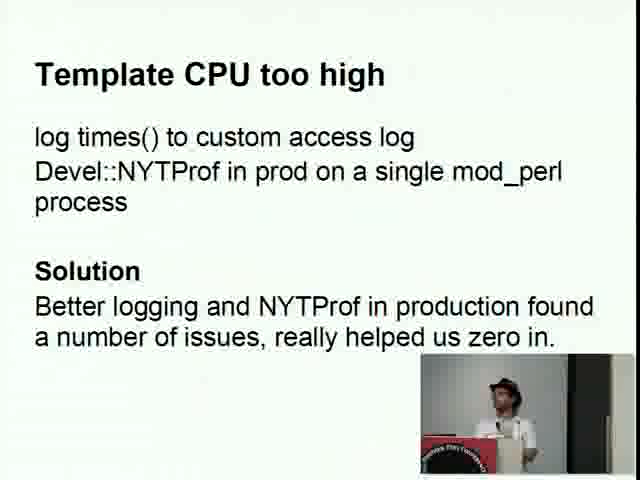 Template CPU too high
log times() to custom access log
Devel::NYTProf in prod on a single mod_perl
process
Solution
Better logging and NYTProf in production found
a number of issues, really helped us zero in.